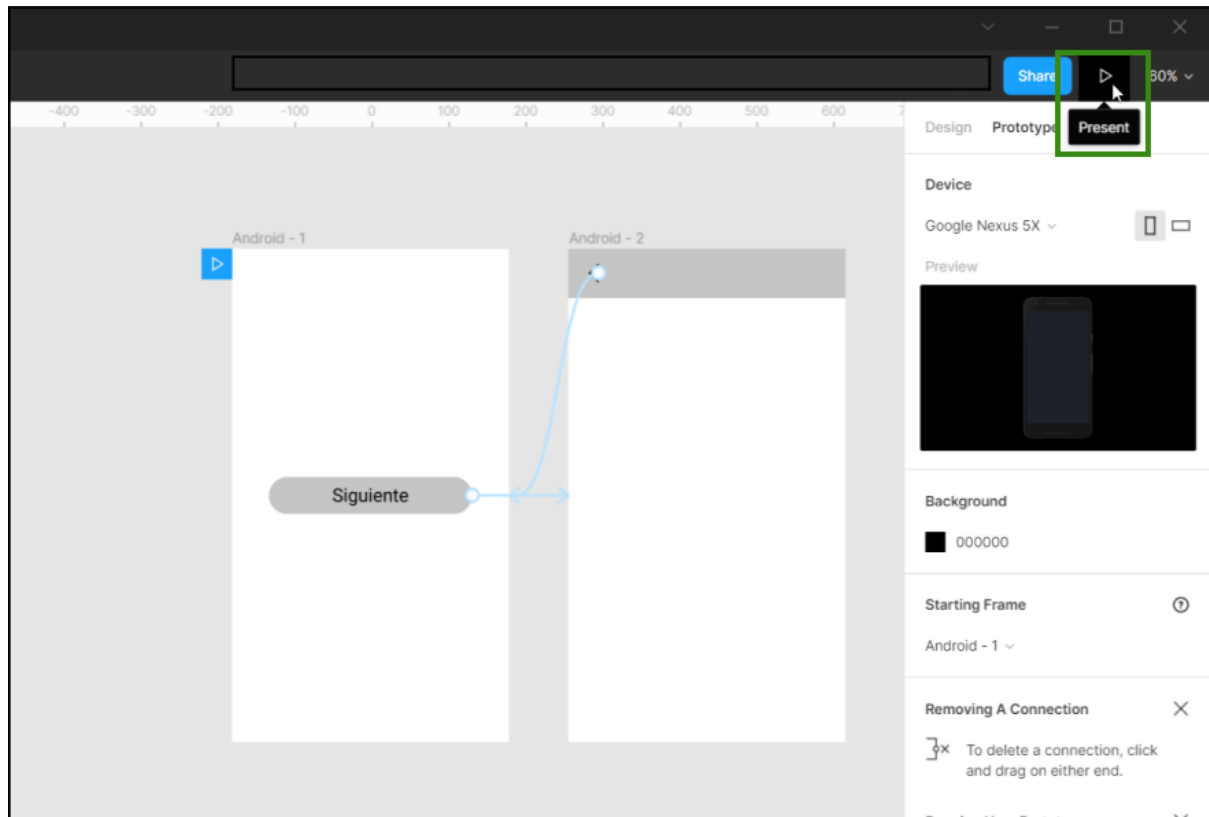 Share
60%
-400 -300 -200 -100 0 100 200 300 400 500 600
Design Prototype Present
Device
Android - 1 Android - 2
Google Nexus 5X
Preview
Siguiente
Background
000000
Starting Frame
Android - 1
Removing A Connection
To delete a connection, click
and drag on either end.